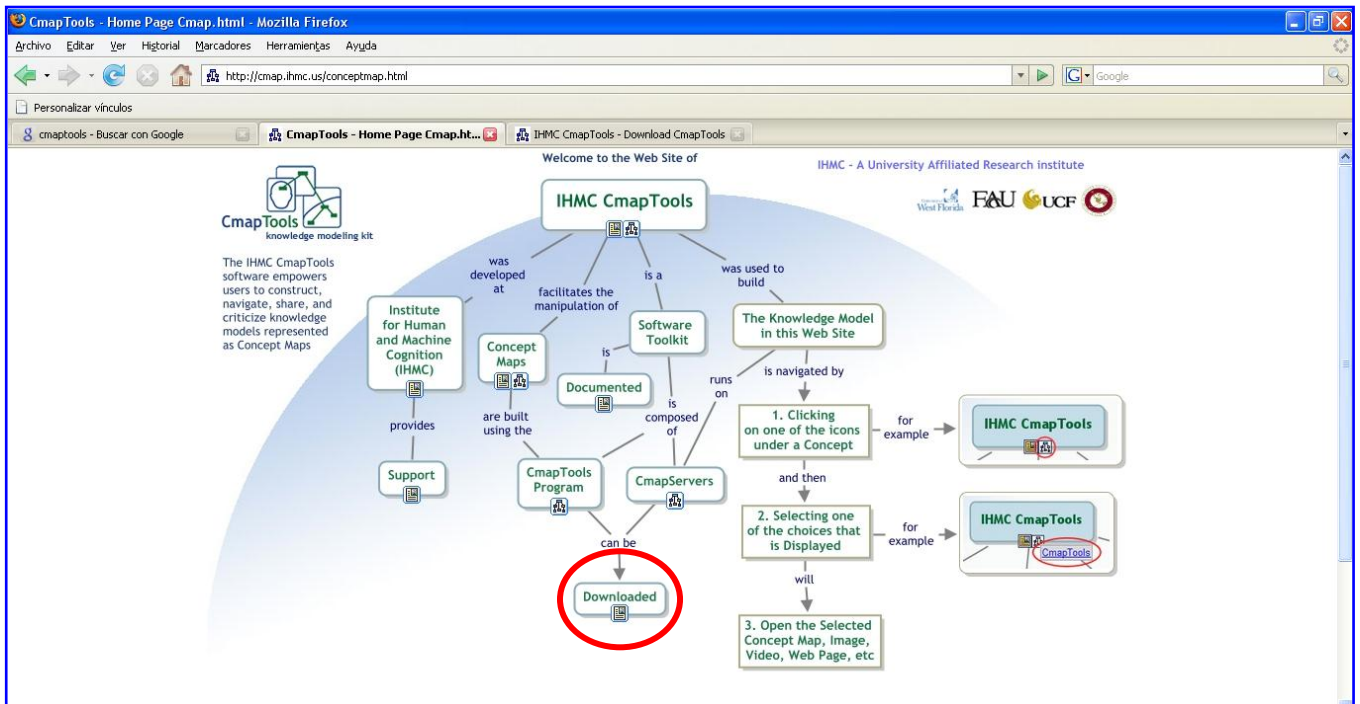 CmapTools - Home Page Cmap.html - Mozilla Firefox
Archivo Editar Ver Historial Marcadores Herramientas Ayuda
http://cmap.ihmc.us/conceptmap.html
G Google
Personalizar vínculos
cmaptools - Buscar con Google
CmapTools - Home Page Cmap.ht...
IHMC CmapTools - Download CmapTools
CmapTools
knowledge modeling kit
The IHMC CmapTools
software empowers
users to construct,
navigate, share, and
criticize knowledge
models represented
as Concept Maps
Welcome to the Web Site of
IHMC CmapTools
IHMC - A University Affiliated Research institute
West Florida
FAU
UCF
was
developed
at
facilitates the
manipulation of
is a
was used to
build
Institute
for Human
and Machine
Cognition
(IHMC)
Concept
Maps
Software
Toolkit
The Knowledge Model
in this Web Site
is
Documented
runs
on
is navigated by
provides
are built
using the
is
composed
of
1. Clicking
on one of the icons
under a Concept
for
example
IHMC CmapTools
Support
CmapTools
Program
CmapServers
and then
2. Selecting one
of the choices that
is Displayed
for
example
IHMC CmapTools
CmapTools
can be
Downloaded
will
3. Open the Selected
Concept Map, Image,
Video, Web Page, etc